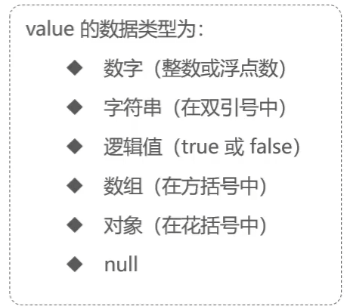 value 的数据类型为：
◆ 数字（整数或浮点数）
◆ 字符串（在双引号中）
◆ 逻辑值（true 或 false）
◆ 数组（在方括号中）
◆ 对象（在花括号中）
◆ null